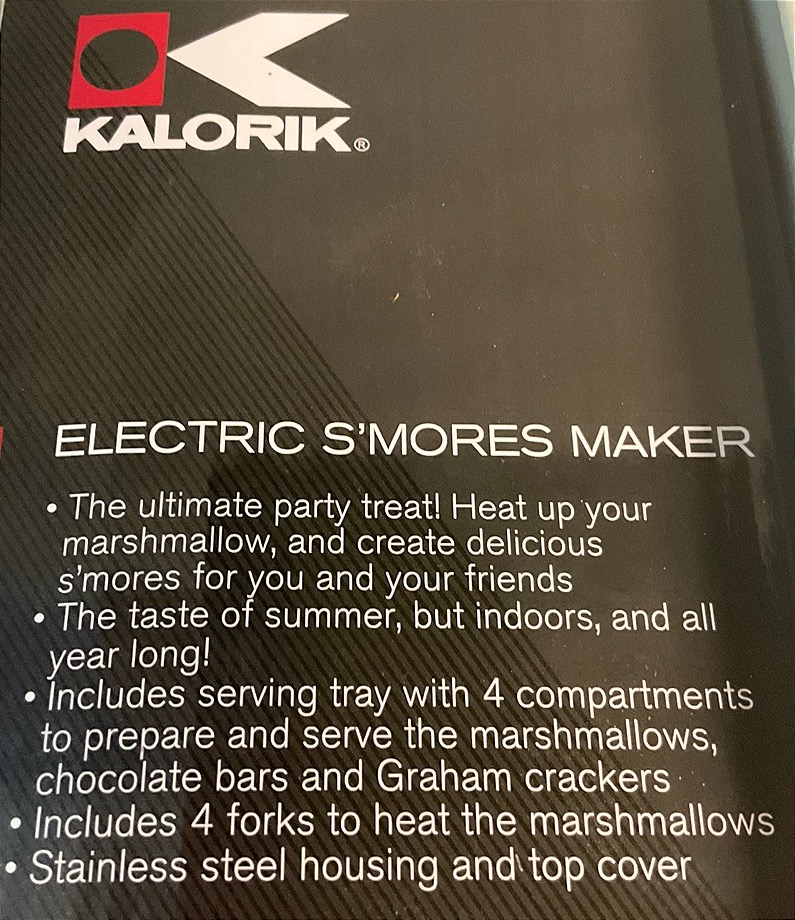 KALORIK®
ELECTRIC S'MORES MAKER
• The ultimate party treat! Heat up your
marshmallow, and create delicious
s'mores for you and your friends
• The taste of summer, but indoors, and all
year long!
• Includes serving tray with 4 compartments
to prepare and serve the marshmallows,
chocolate bars and Graham crackers
• Includes 4 forks to heat the marshmallows
• Stainless steel housing and top cover